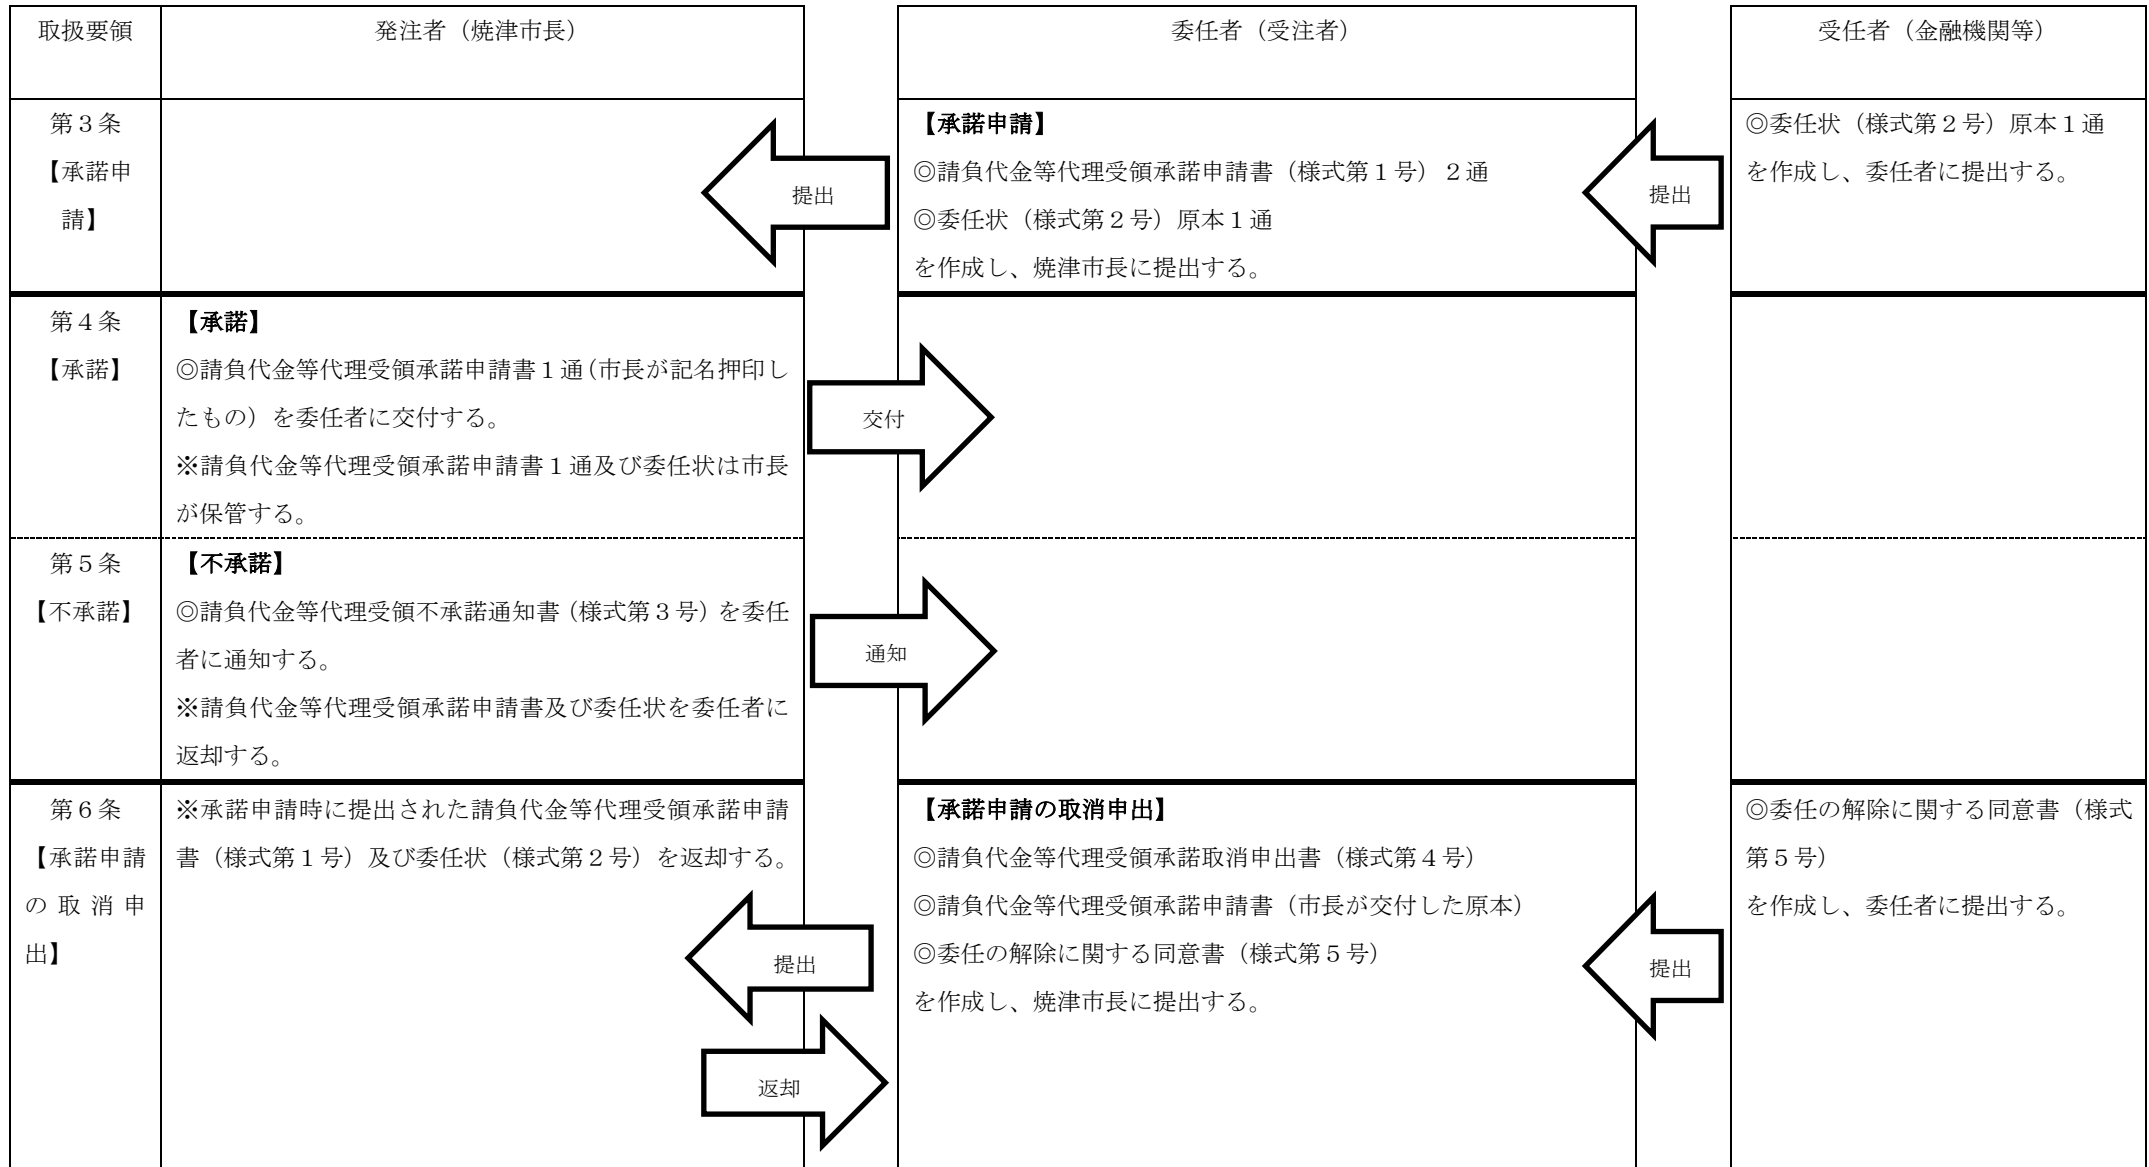 取扱要領
発注者（焼津市長）
委任者（受注者）
受任者（金融機関等）
第３条
【承諾申
請】
提出
【承諾申請】
◎請負代金等代理受領承諾申請書（様式第１号）２通
◎委任状（様式第２号）原本１通
を作成し、焼津市長に提出する。
提出
◎委任状（様式第２号）原本１通
を作成し、委任者に提出する。
第４条
【承諾】
【承諾】
◎請負代金等代理受領承諾申請書１通（市長が記名押印し
たもの）を委任者に交付する。
※請負代金等代理受領承諾申請書１通及び委任状は市長
が保管する。
交付
第５条
【不承諾】
【不承諾】
◎請負代金等代理受領不承諾通知書（様式第３号）を委任
者に通知する。
※請負代金等代理受領承諾申請書及び委任状を委任者に
返却する。
通知
第６条
【承諾申請
の取消申
出】
※承諾申請時に提出された請負代金等代理受領承諾申請
書（様式第１号）及び委任状（様式第２号）を返却する。
提出
返却
【承諾申請の取消申出】
◎請負代金等代理受領承諾取消申出書（様式第４号）
◎請負代金等代理受領承諾申請書（市長が交付した原本）
◎委任の解除に関する同意書（様式第５号）
を作成し、焼津市長に提出する。
提出
◎委任の解除に関する同意書（様式
第５号）
を作成し、委任者に提出する。